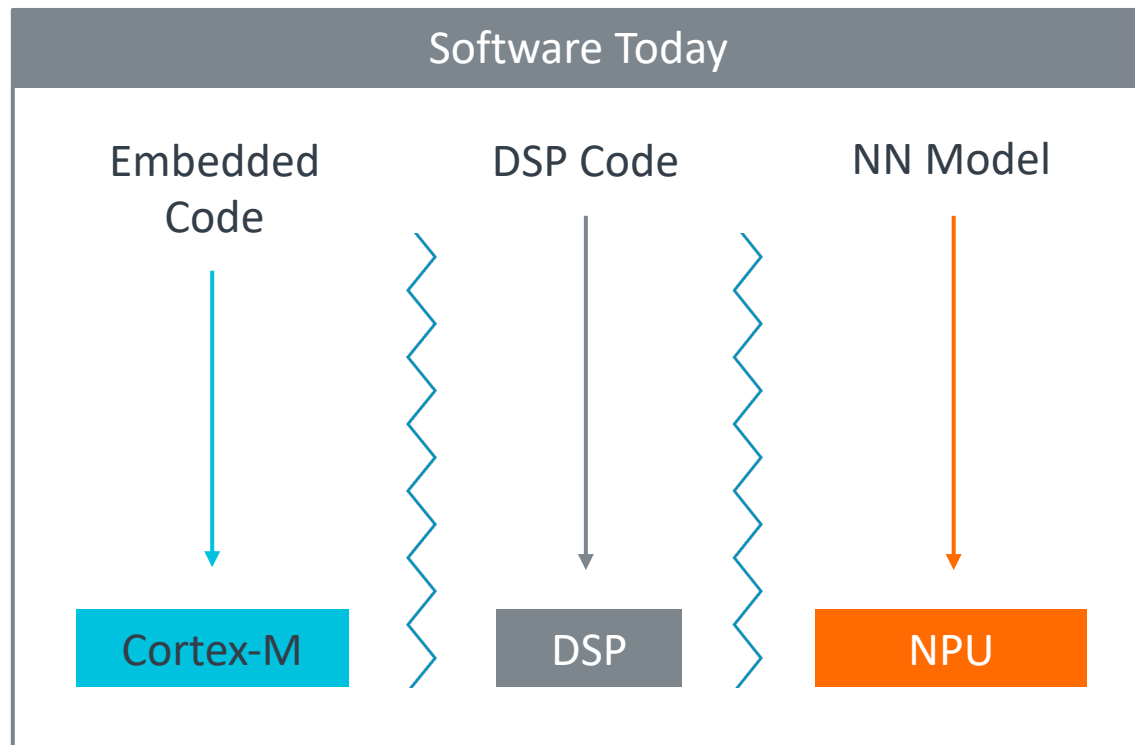 Software Today
Embedded
Code
DSP Code
NN Model
Cortex-M
DSP
NPU